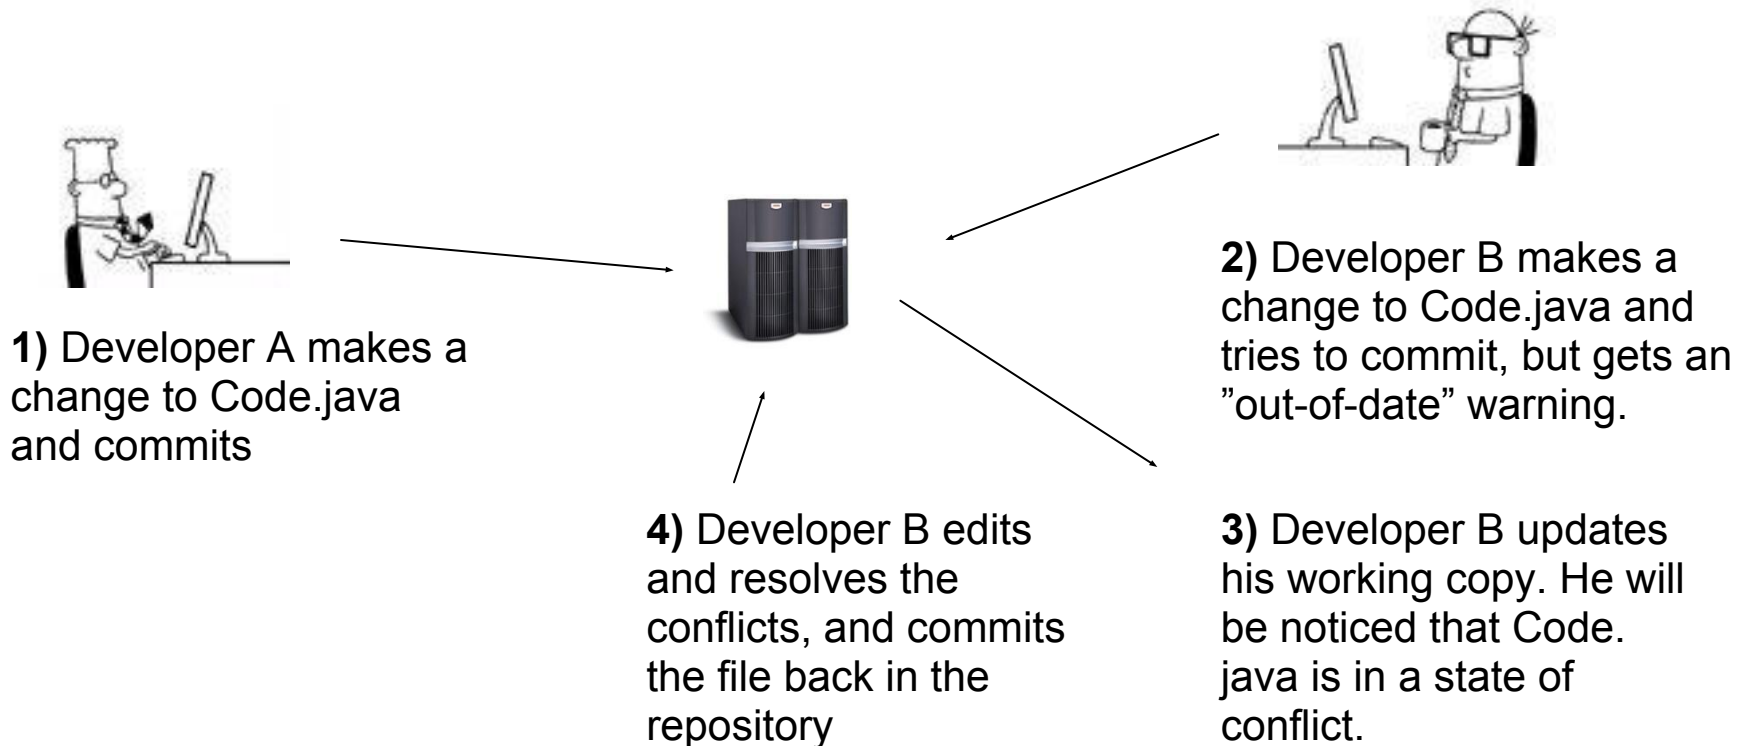 1) Developer A makes a
change to Code.java
and commits
2) Developer B makes a
change to Code.java and
tries to commit, but gets an
”out-of-date” warning.
3) Developer B updates
his working copy. He will
be noticed that Code.
java is in a state of
conflict.
4) Developer B edits
and resolves the
conflicts, and commits
the file back in the
repository